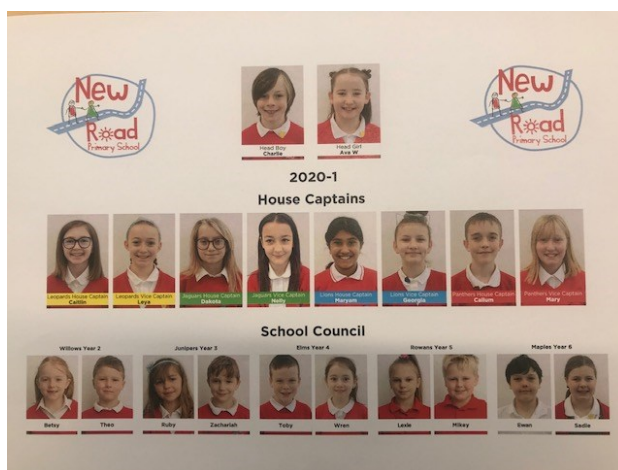 New
Road
Primary School
New
Road
Primary School
Head Boy
Charlie
Head Girl
Ava W
2020-1
House Captains
Leopards House Captain
Caitlin
Leopards Vice Captain
Leya
Jaguars House Captain
Dakota
Jaguars Vice Captain
Nelly
Lions House Captain
Maryam
Lions Vice Captain
Georgia
Panthers House Captain
Callum
Panthers Vice Captain
Mary
School Council
Willows Year 2
Junipers Year 3
Elms Year 4
Rowans Year 5
Maples Year 6
Betsy
Theo
Ruby
Zachariah
Toby
Wren
Lexie
Mikey
Ewan
Sadie